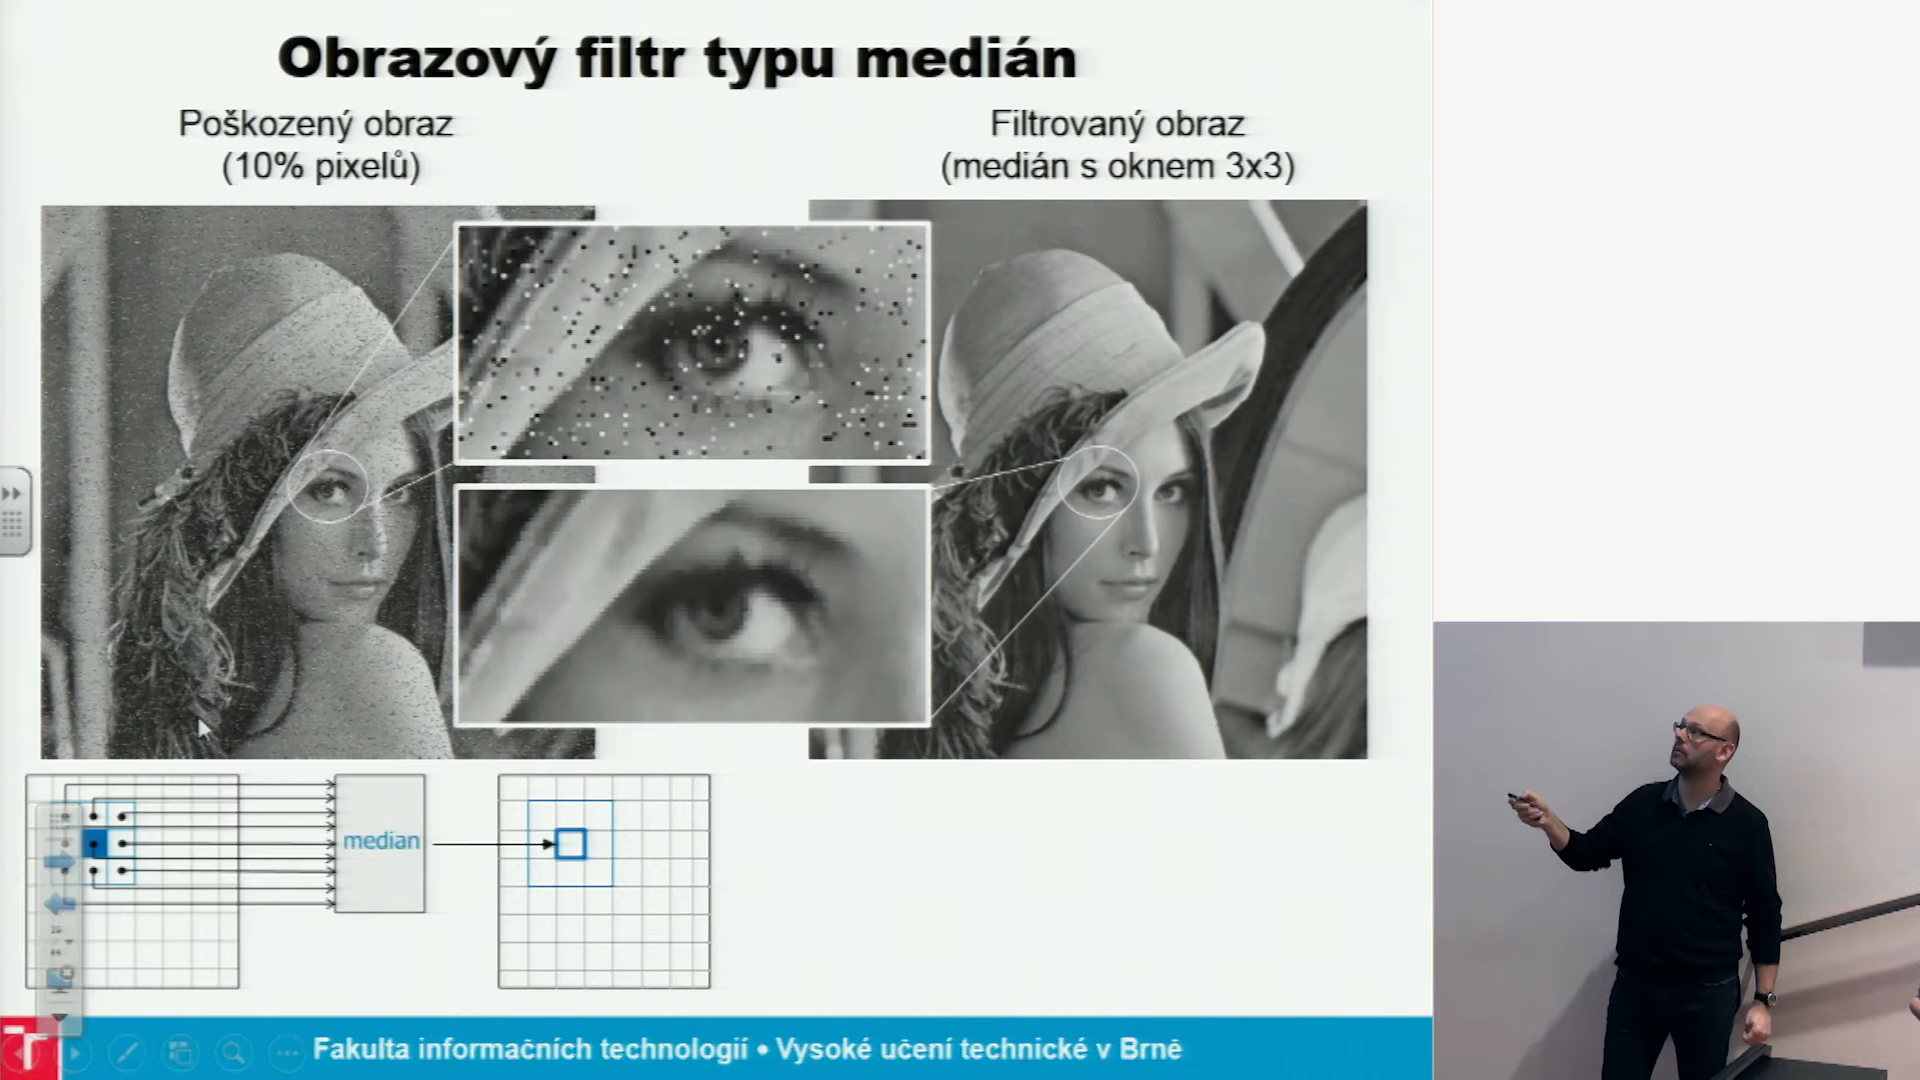 Obrazový filtr typu medián
Poškozený obraz
(10% pixelů)
Filtrovaný obraz
(medián s oknem 3x3)
median
Fakulta informačních technologií • Vysoké učení technické v Brně